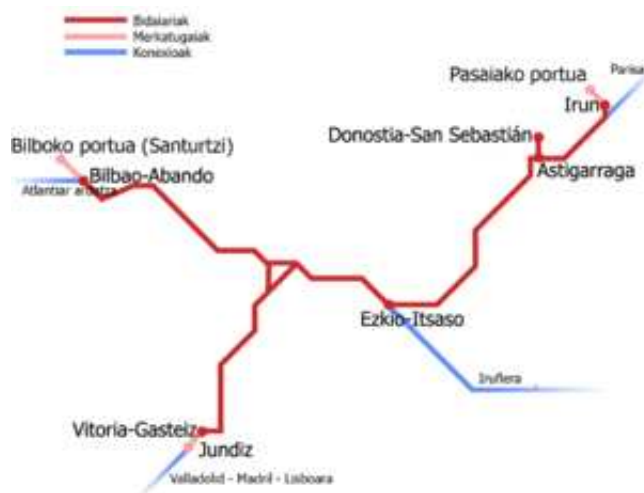 Bidaiariak
Merkatugaiak
Konexioak
Parisa
Pasaiako portua
Irun
Donostia-San Sebastián
Astigarraga
Bilboko portua (Santurtzi)
Bilbao-Abando
Atlantiar
Ezkio-Itsaso
Iruñera
Vitoria-Gasteiz
Jundiz
Valladolid - Madril - Lisboara